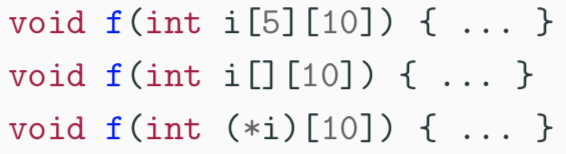 void f(int i[5][10]) { ... }
void f(int i[][10]) { ... }
void f(int (*i)[10]) { ... }